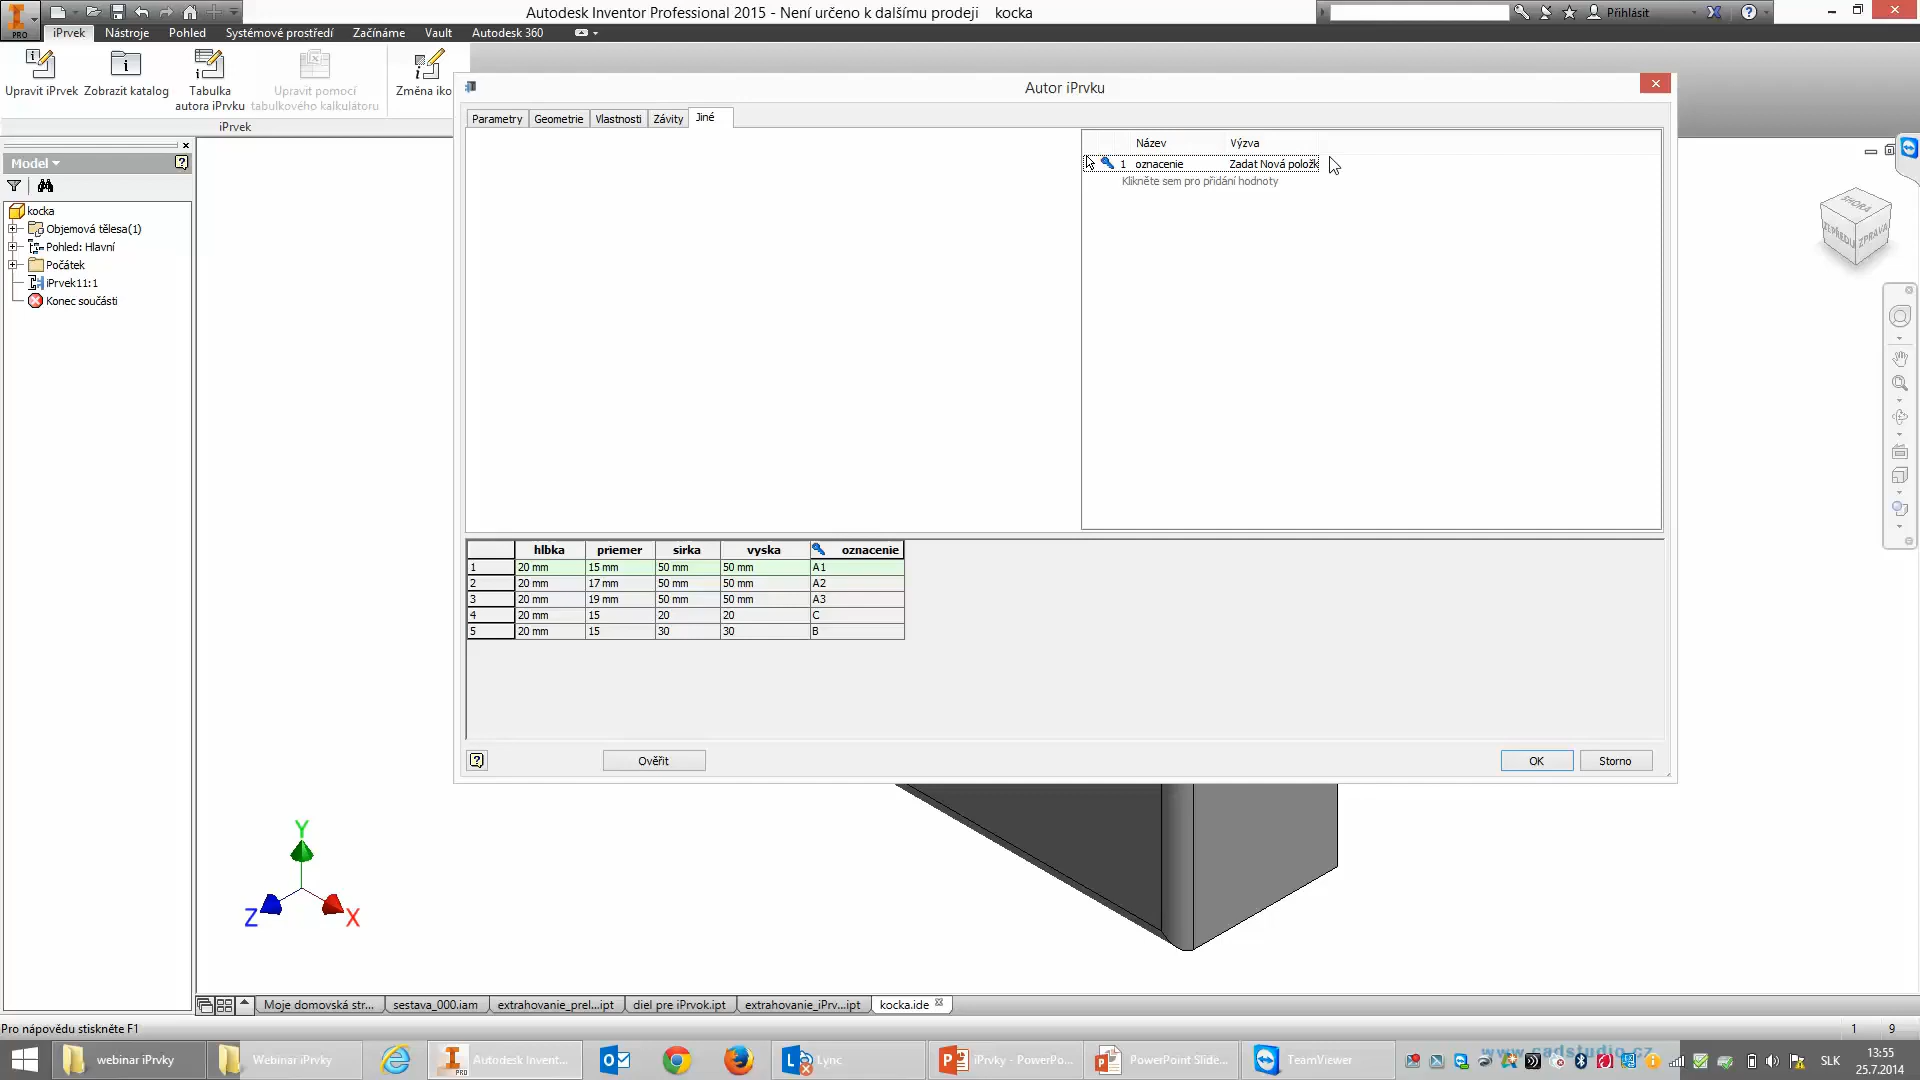 Autodesk Inventor Professional 2015 - Není určeno k dalšímu prodeji kocka
Přihlásit
PRO
iPrvek Nástroje Pohled Systémové prostředí Začínáme Vault Autodesk 360
Upravit iPrvek
Zobrazit katalog
Tabulka
autora iPrvku
Upravit pomocí
tabulkového kalkulátoru
Změna iko
iPrvek
Autor iPrvku
Parametry Geometrie Vlastnosti Závity Jiné
Název Výzva
1 oznacenie Zadat Nová položk
Klikněte sem pro přidání hodnoty
Model
kocka
Objemová tělesa(1)
Pohled: Hlavní
Počátek
iPrvek11:1
Konec součásti
SHORA
ZEPŘEDU
ZPRAVA
hlbka priemer sirka vyska oznacenie
1 20 mm 15 mm 50 mm 50 mm A1
2 20 mm 17 mm 50 mm 50 mm A2
3 20 mm 19 mm 50 mm 50 mm A3
4 20 mm 15 20 20 C
5 20 mm 15 30 30 B
Ověřit
OK
Storno
Y
Z
X
Moje domovská str... sestava_000.iam extrahovanie_prel...ipt diel pre iPrvok.ipt extrahovanie_iPrv...ipt kocka.ide
Pro nápovědu stiskněte F1
1 9
webinar iPrvky
Webinar iPrvky
Autodesk Invent...
Lync
iPrvky - PowerPo...
PowerPoint Slide...
TeamViewer
www.cadstudio.cz
SLK
13:55
25.7.2014